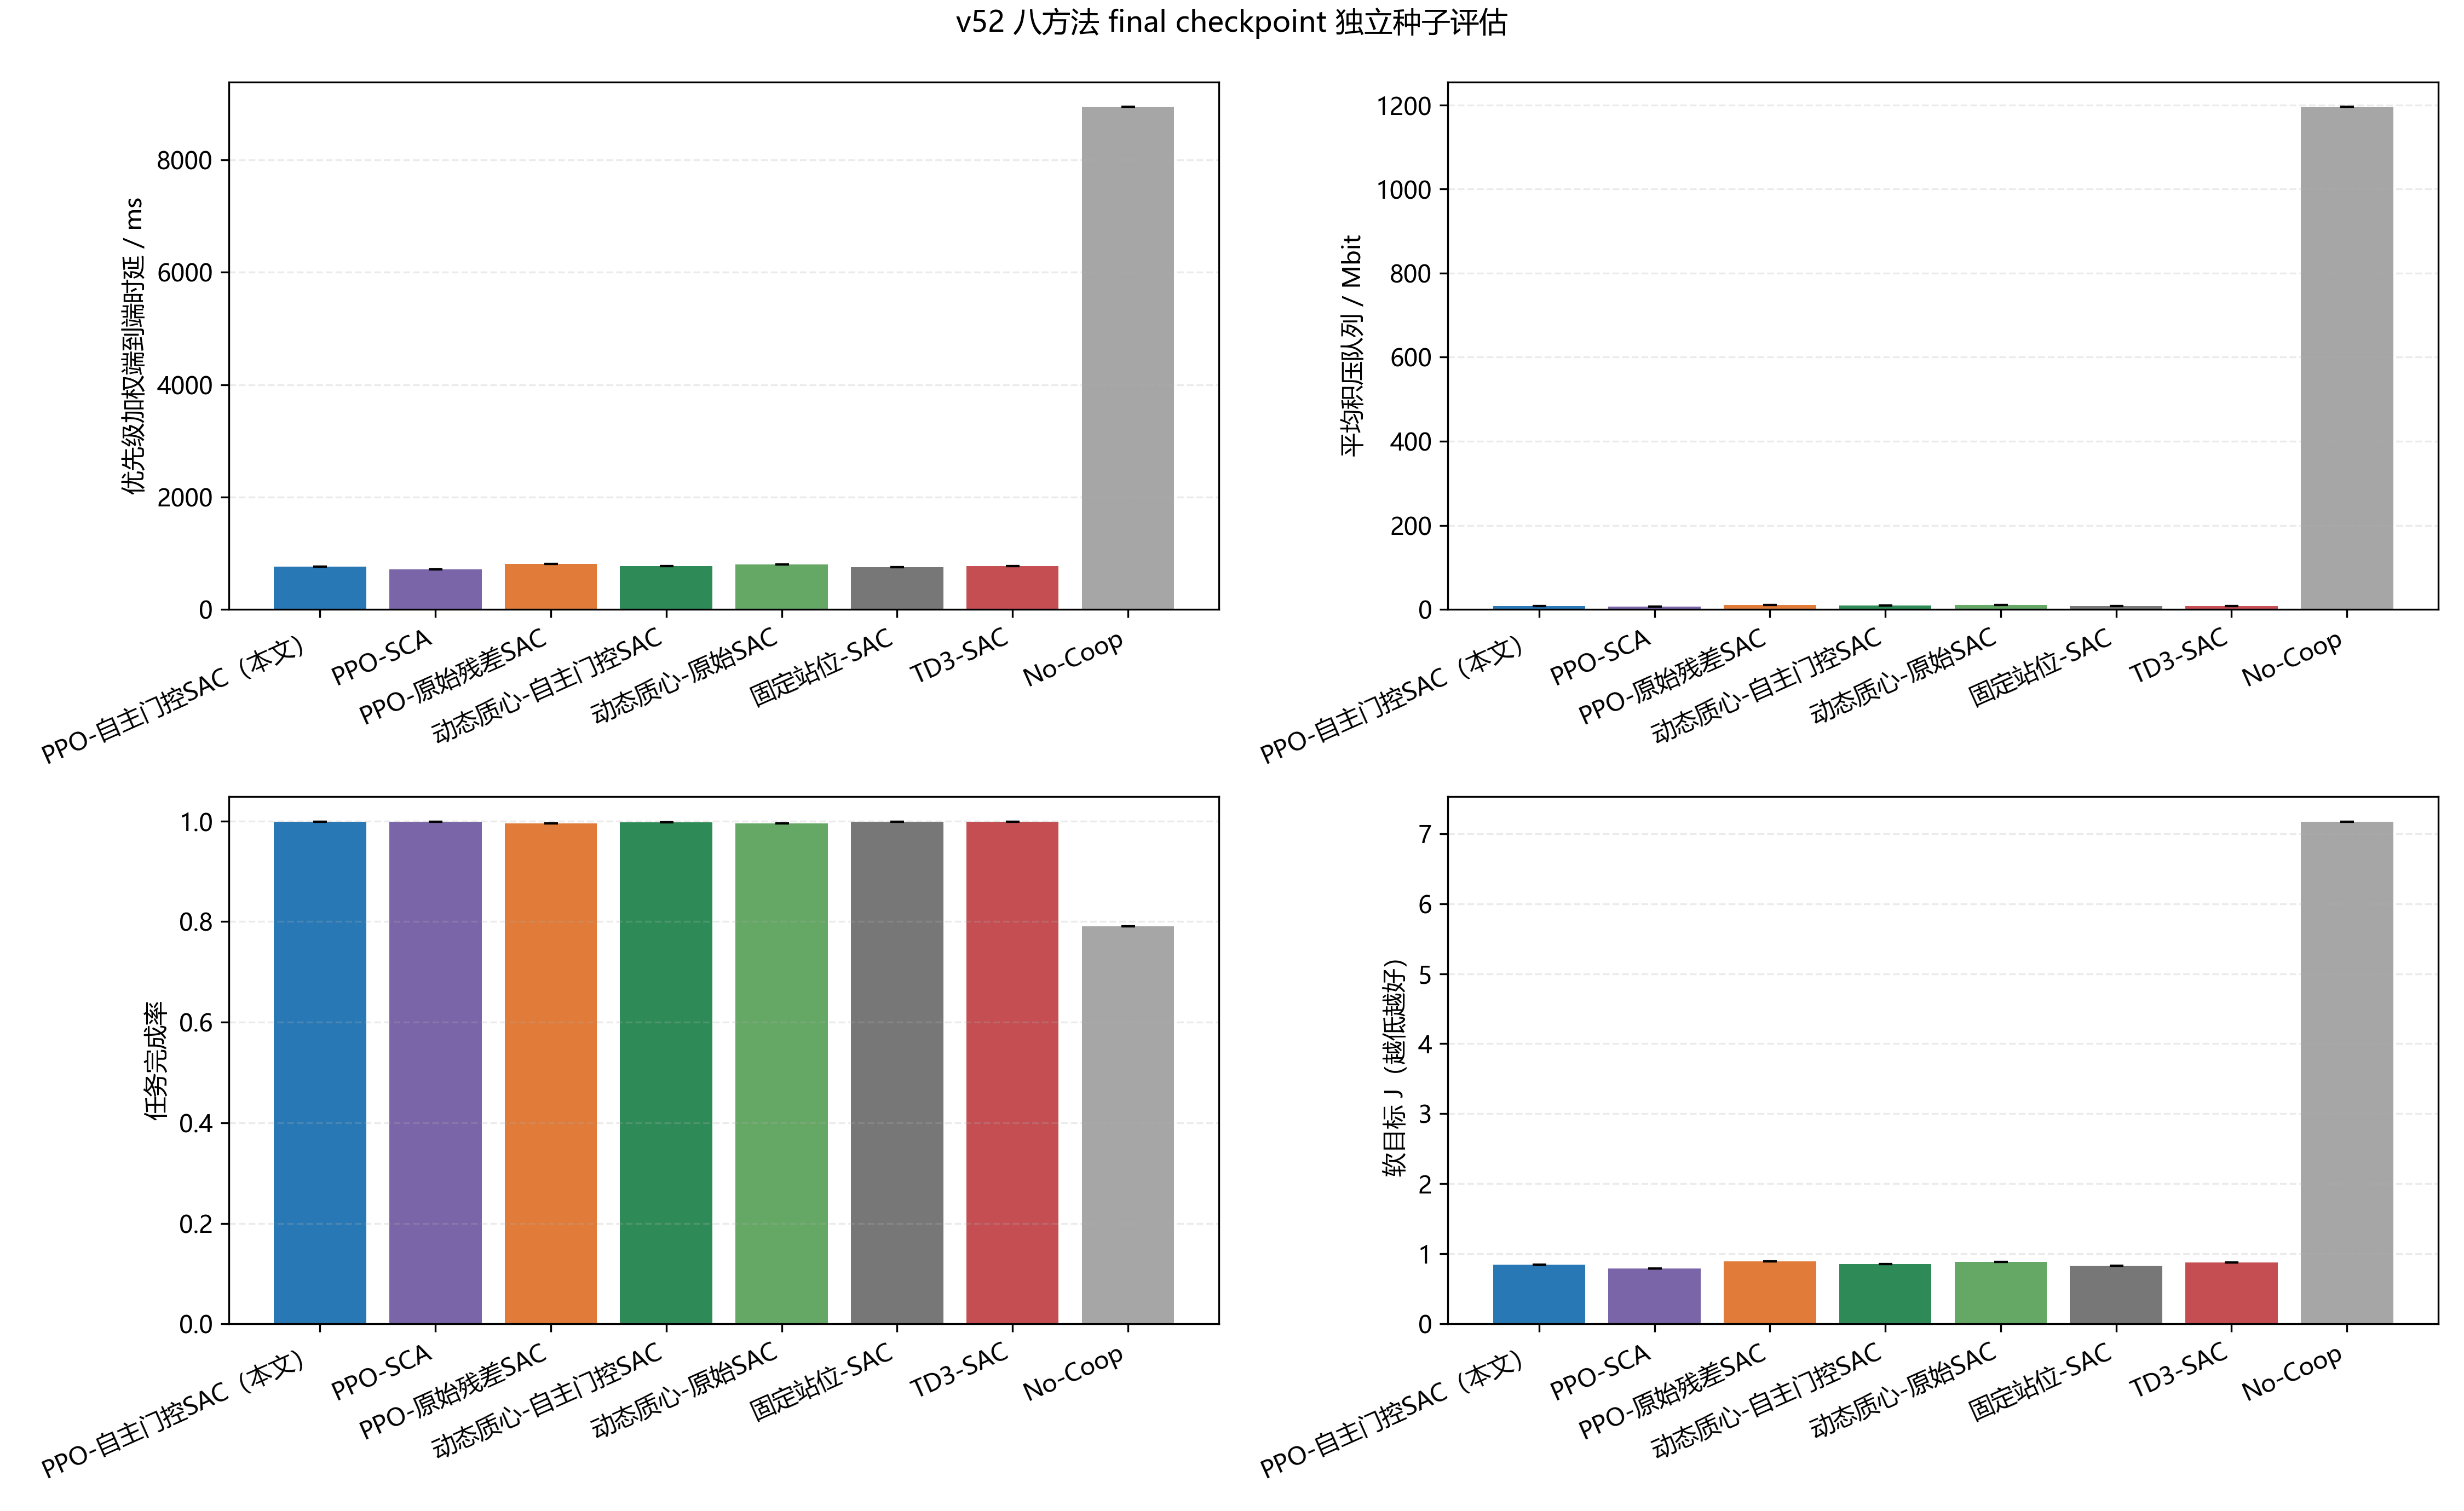 v52 八方法 final checkpoint 独立种子评估
优先级加权端到端时延 / ms
8000
6000
4000
2000
0
PPO-自主门控SAC（本文）
PPO-SCA
PPO-原始残差SAC
动态质心-自主门控SAC
动态质心-原始SAC
固定站位-SAC
TD3-SAC
No-Coop
平均积压队列 / Mbit
1200
1000
800
600
400
200
0
PPO-自主门控SAC（本文）
PPO-SCA
PPO-原始残差SAC
动态质心-自主门控SAC
动态质心-原始SAC
固定站位-SAC
TD3-SAC
No-Coop
任务完成率
1.0
0.8
0.6
0.4
0.2
0.0
PPO-自主门控SAC（本文）
PPO-SCA
PPO-原始残差SAC
动态质心-自主门控SAC
动态质心-原始SAC
固定站位-SAC
TD3-SAC
No-Coop
软目标 J（越低越好）
7
6
5
4
3
2
1
0
PPO-自主门控SAC（本文）
PPO-SCA
PPO-原始残差SAC
动态质心-自主门控SAC
动态质心-原始SAC
固定站位-SAC
TD3-SAC
No-Coop